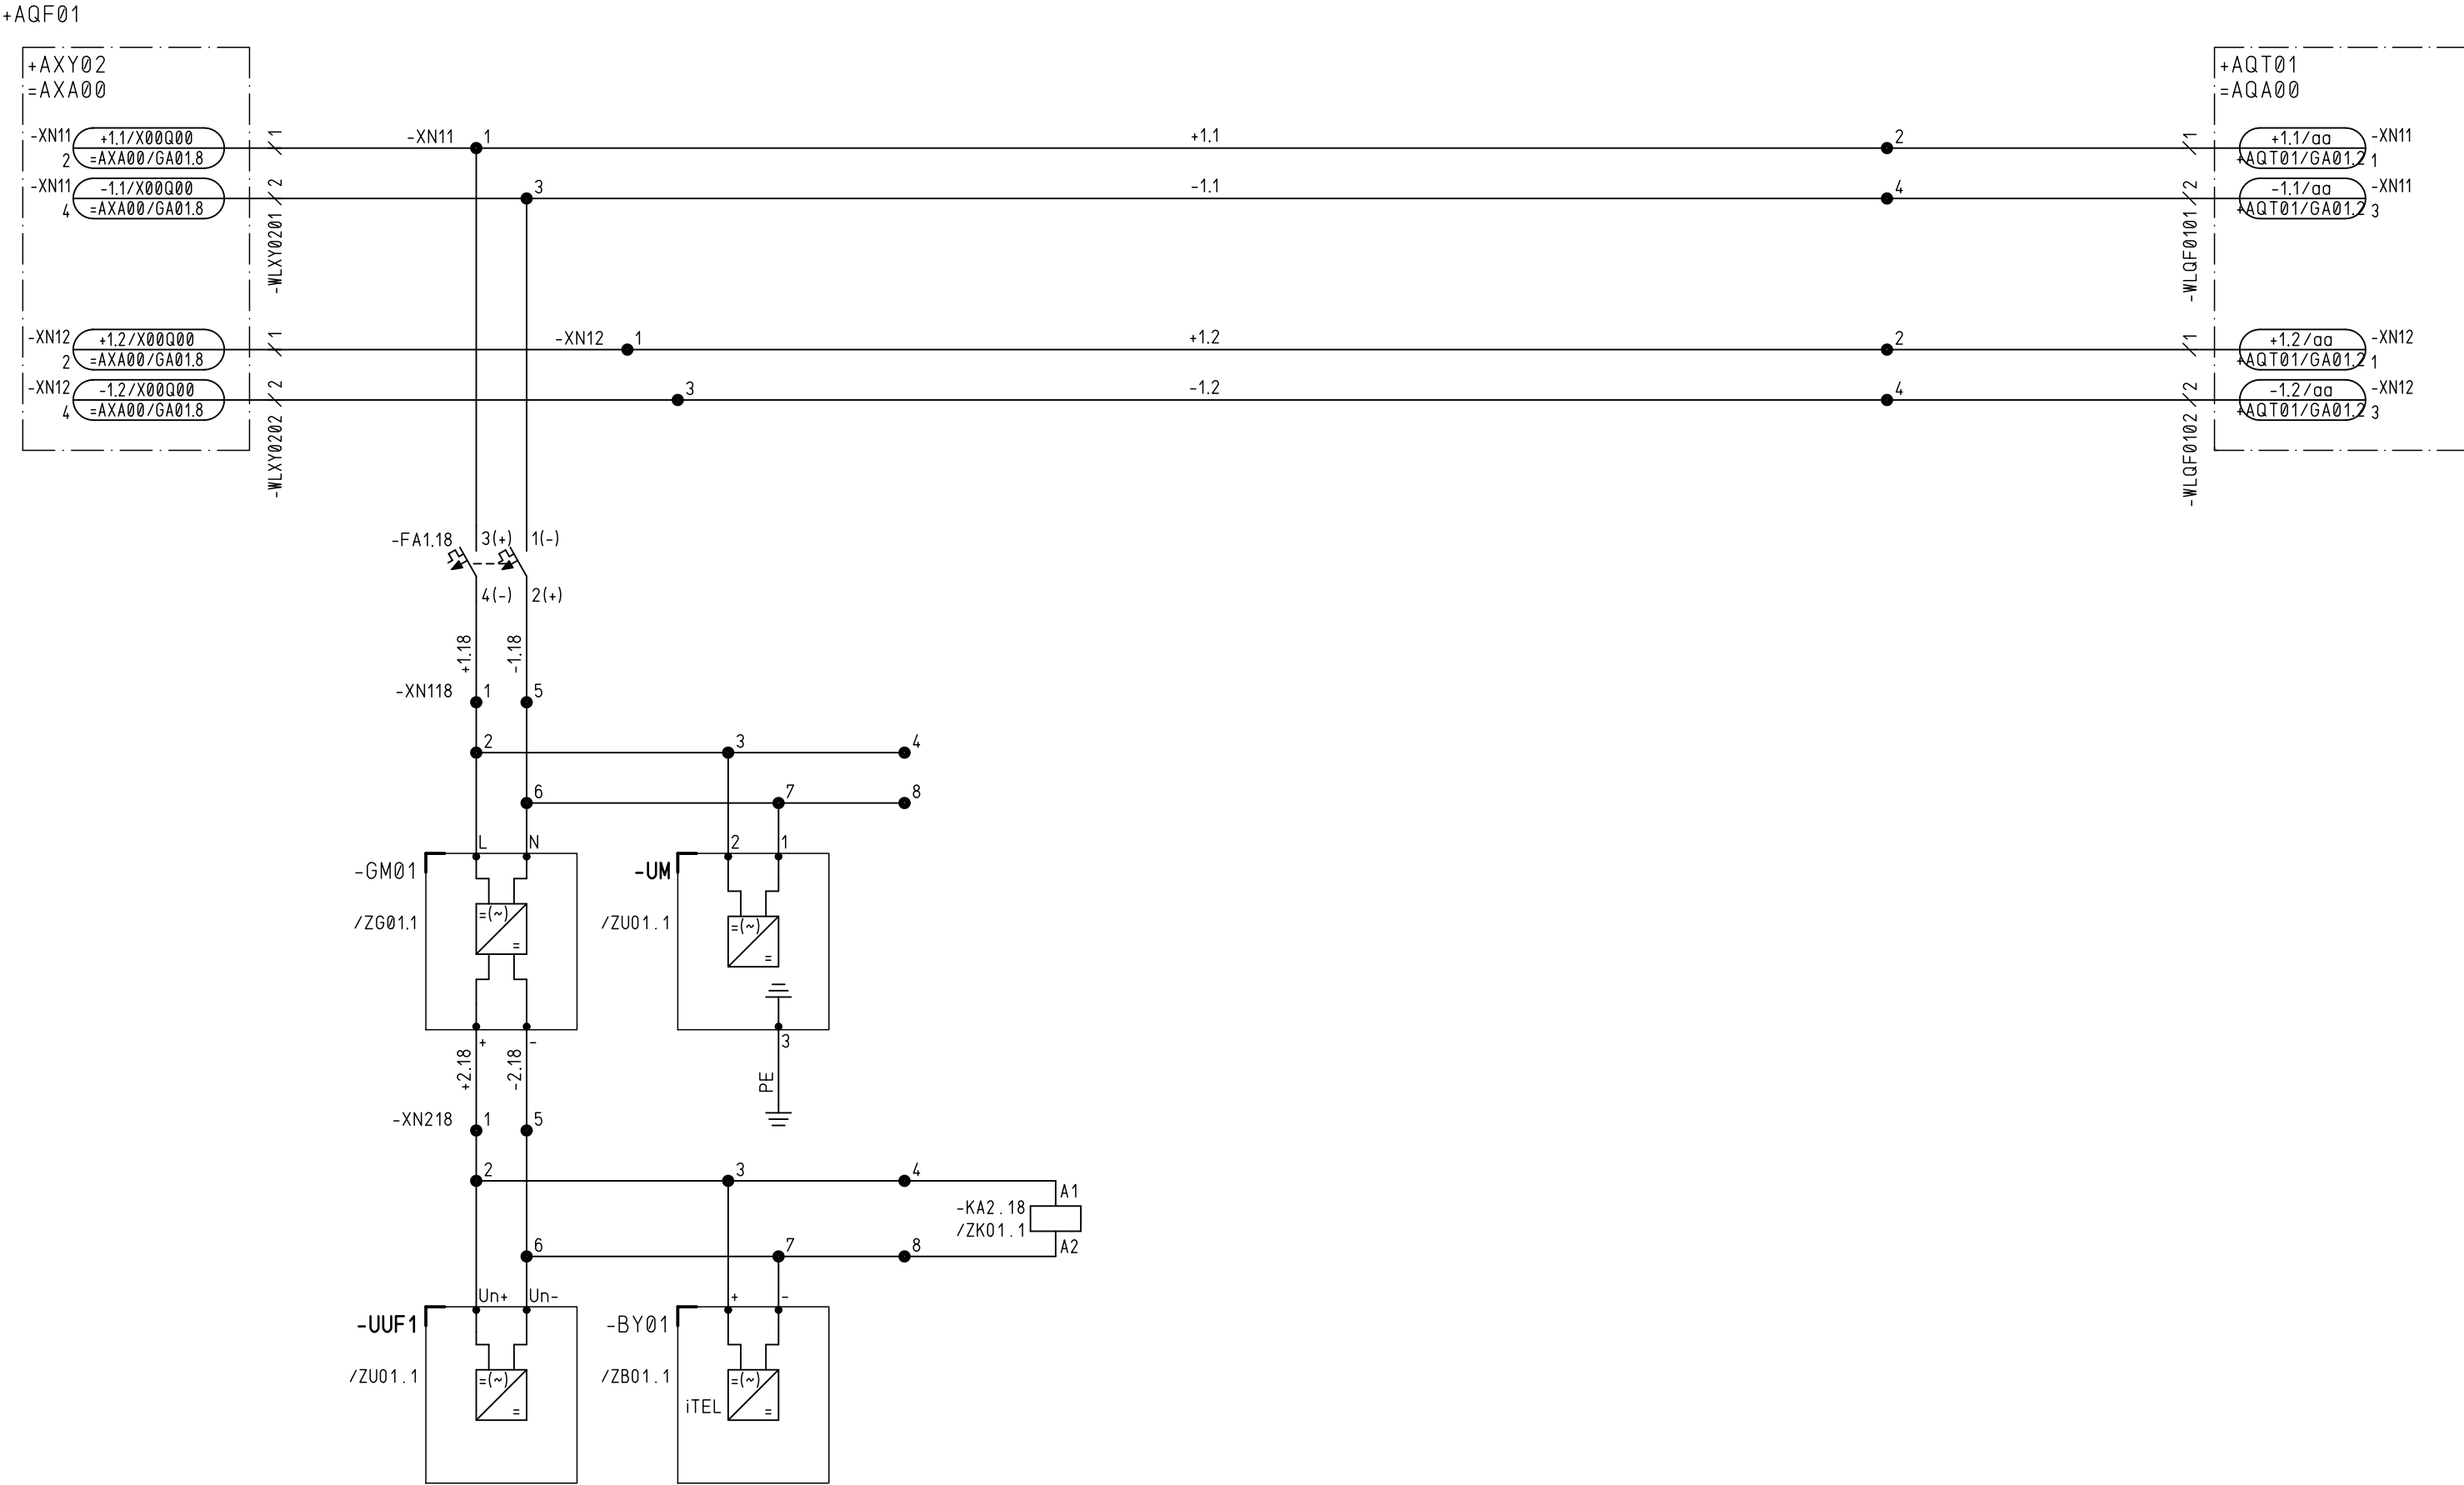 +AQF01
+AXY02
=AXA00
+AQT01
=AQA00
-XN11
2
+1.1/X00Q00
=AXA00/GA01.8
1
-XN11
1
+1.1
2
1
+1.1/aa
+AQT01/GA01.2
-XN11
1
-XN11
4
-1.1/X00Q00
=AXA00/GA01.8
2
3
-1.1
4
2
-1.1/aa
+AQT01/GA01.2
-XN11
3
-WLXY0201
-WLQF0101
-XN12
2
+1.2/X00Q00
=AXA00/GA01.8
1
-XN12
1
+1.2
2
1
+1.2/aa
+AQT01/GA01.2
-XN12
1
-XN12
4
-1.2/X00Q00
=AXA00/GA01.8
2
3
-1.2
4
2
-1.2/aa
+AQT01/GA01.2
-XN12
3
-WLXY0202
-WLQF0102
-FA1.18
3(+)
1(-)
4(-)
2(+)
+1.18
-1.18
-XN118
1
5
2
3
4
6
7
8
L
N
2
1
-GM01
/ZG01.1
=(~)
=
-UM
/ZU01.1
=(~)
=
+
-
3
+2.18
-2.18
PE
-XN218
1
5
2
3
4
A1
-KA2.18
/ZK01.1
6
7
8
A2
Un+
Un-
+
-
-UUF1
/ZU01.1
=(~)
=
-BY01
/ZB01.1
=(~)
iTEL
=